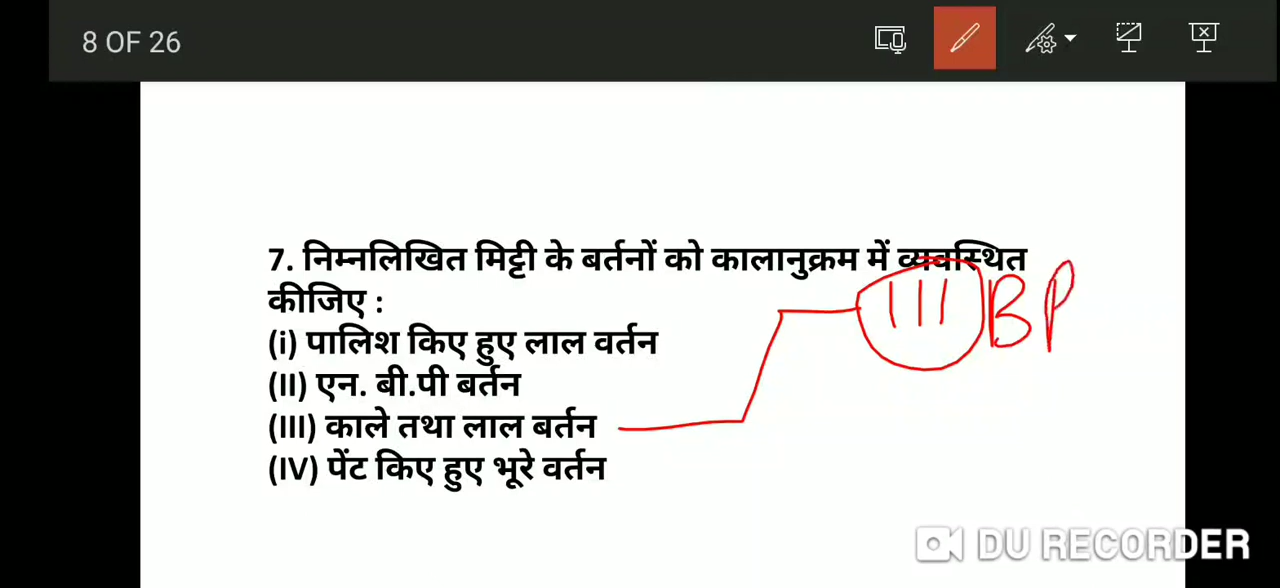 8 OF 26
7. निम्नलिखित मिट्टी के बर्तनों को कालानुक्रम में व्यवस्थित
कीजिए :
III BP
(i) पालिश किए हुए लाल वर्तन
(II) एन. बी.पी बर्तन
(III) काले तथा लाल बर्तन
(IV) पेंट किए हुए भूरे वर्तन
DU RECORDER